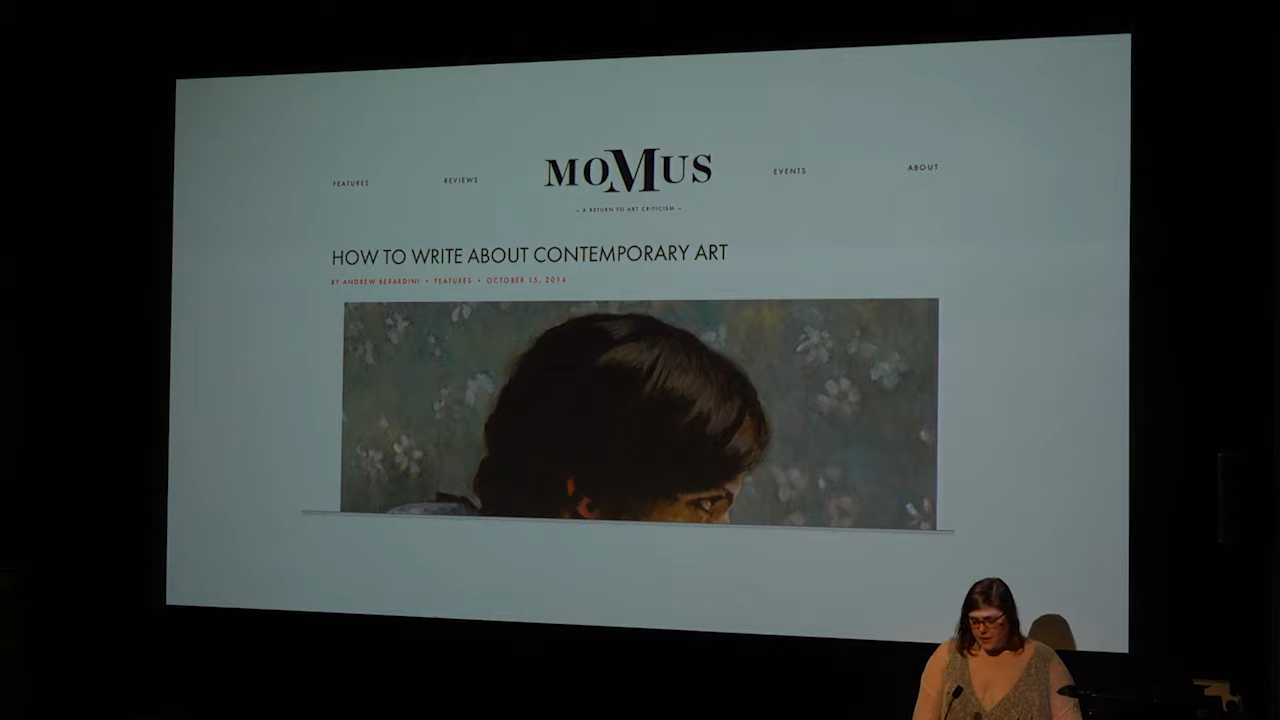 FEATURES REVIEWS MOMUS EVENTS ABOUT
– A RETURN TO ART CRITICISM –
HOW TO WRITE ABOUT CONTEMPORARY ART
BY ANDREW BERARDINI • FEATURES • OCTOBER 15, 2014